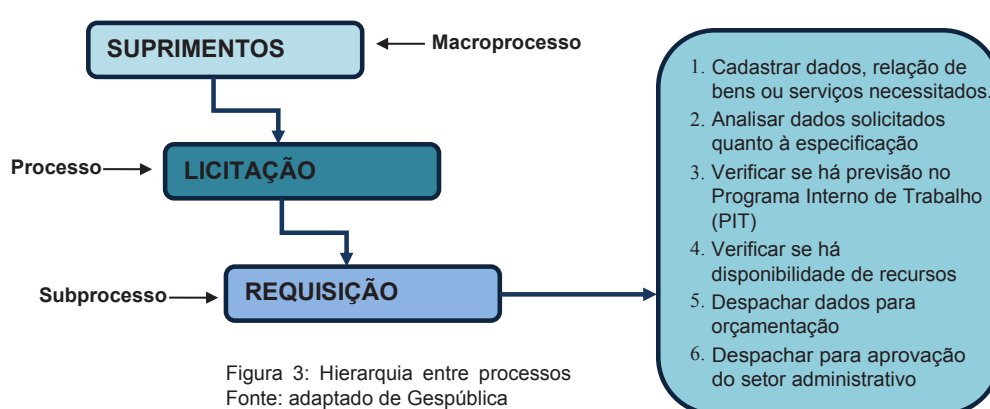 SUPRIMENTOS
Macroprocesso
Processo
LICITAÇÃO
Subprocesso
REQUISIÇÃO
1. Cadastrar dados, relação de
bens ou serviços necessitados.
2. Analisar dados solicitados
quanto à especificação
3. Verificar se há previsão no
Programa Interno de Trabalho
(PIT)
4. Verificar se há
disponibilidade de recursos
5. Despachar dados para
orçamentação
6. Despachar para aprovação
do setor administrativo
Figura 3: Hierarquia entre processos
Fonte: adaptado de Gespública